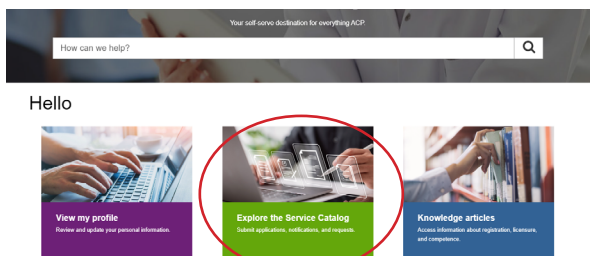 Your self-serve destination for everything ACP.
How can we help?
Hello
View my profile
Review and update your personal information.
Explore the Service Catalog
Submit applications, notifications, and requests.
Knowledge articles
Access information about registration, licensure,
and competence.